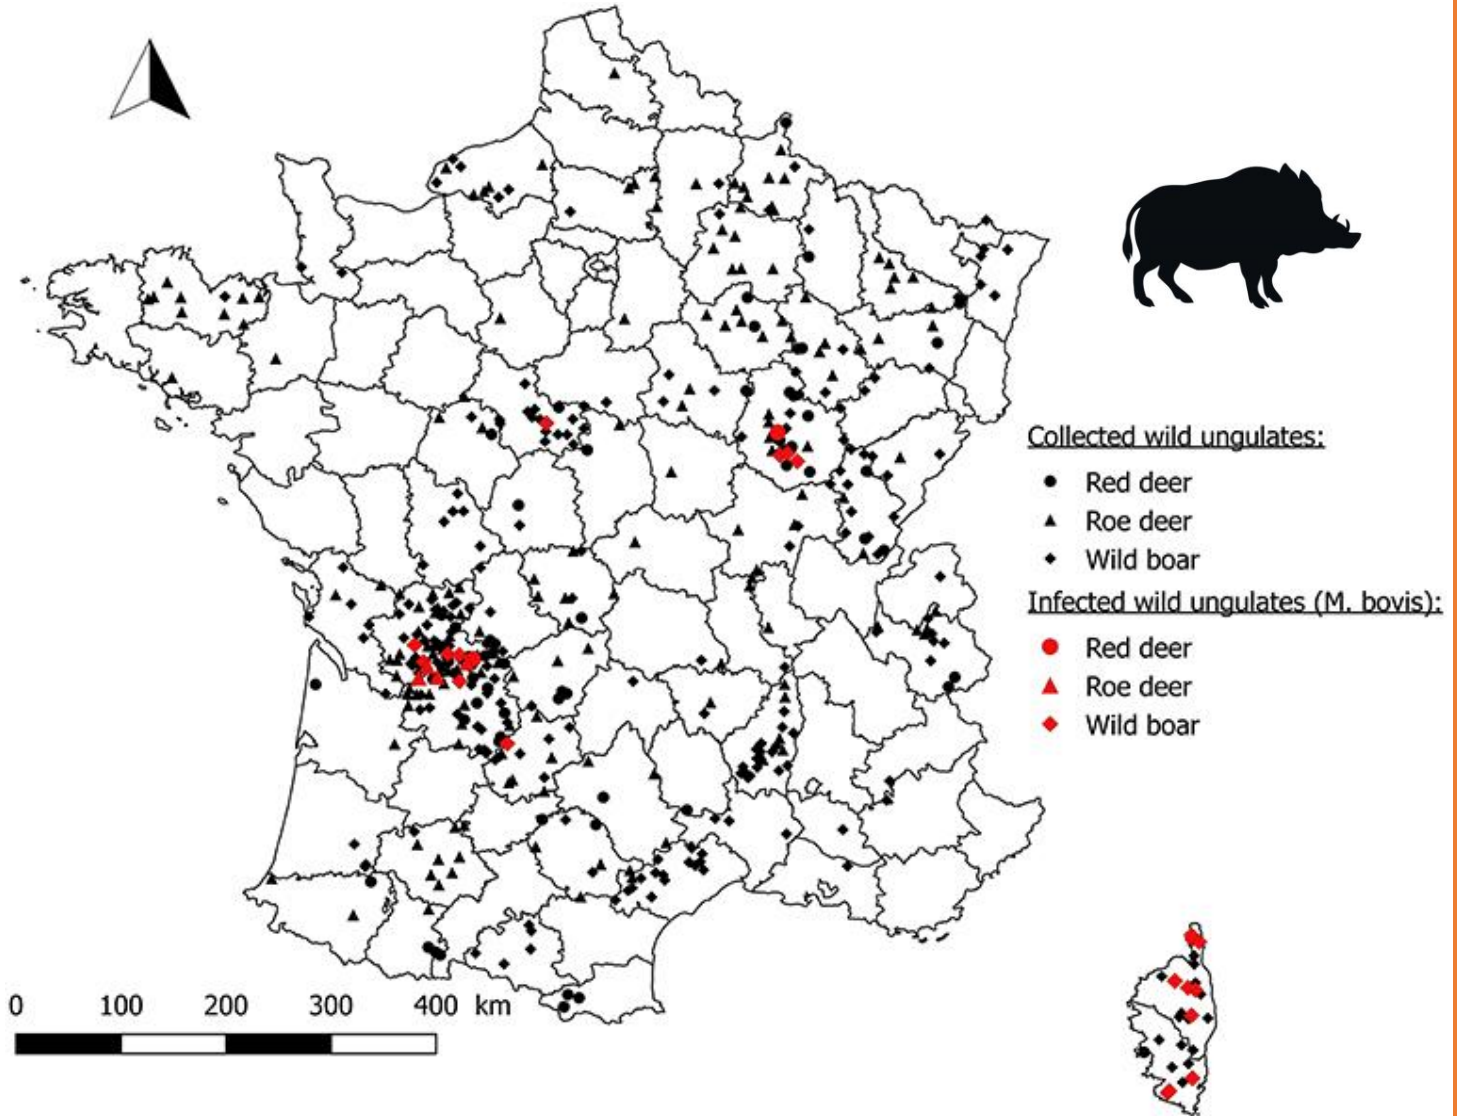 Collected wild ungulates:
Red deer
Roe deer
Wild boar
Infected wild ungulates (M. bovis):
Red deer
Roe deer
Wild boar
0 100 200 300 400 km